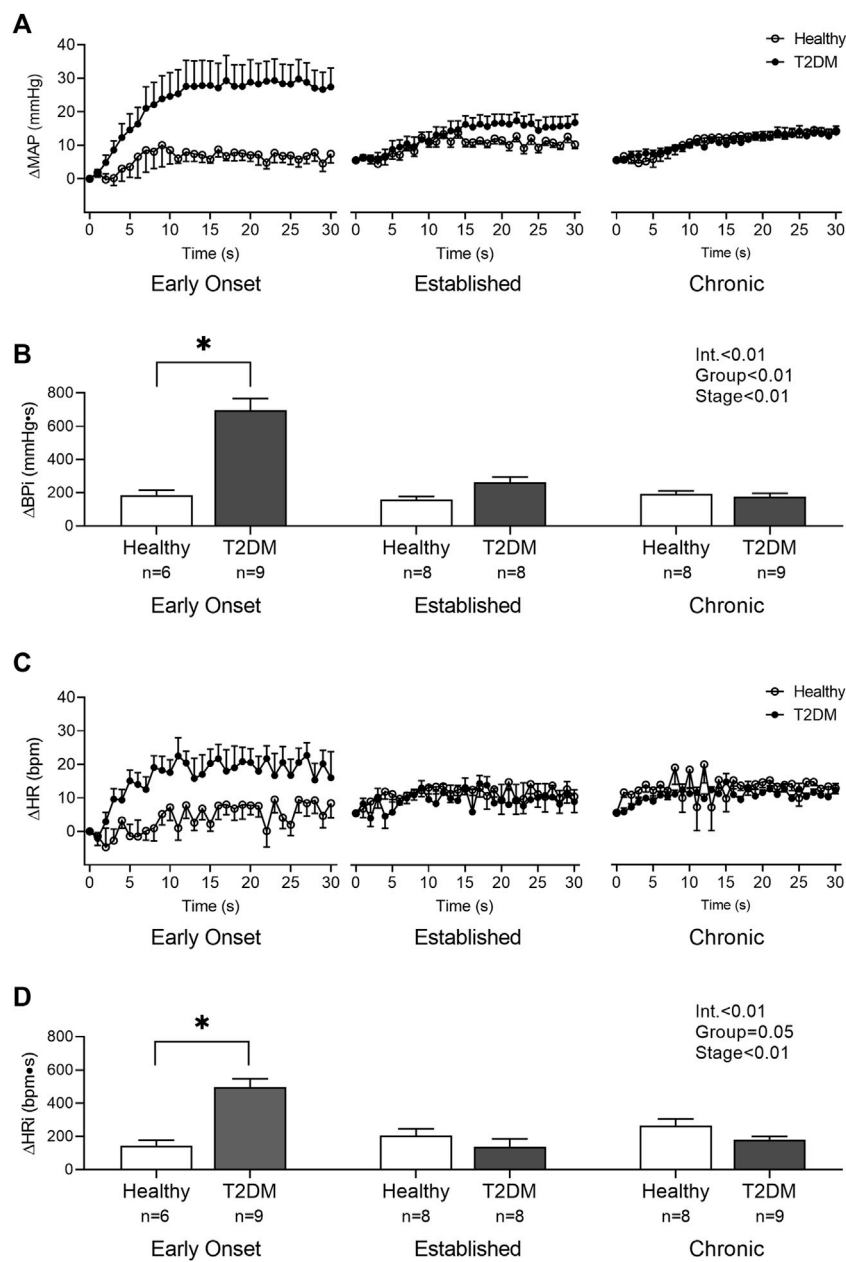 A
Healthy
T2DM
ΔMAP (mmHg)
40
30
20
10
0
0 5 10 15 20 25 30
0 5 10 15 20 25 30
0 5 10 15 20 25 30
Time (s)
Time (s)
Time (s)
Early Onset
Established
Chronic
B
*
Int.<0.01
Group<0.01
Stage<0.01
ΔBPi (mmHg•s)
800
600
400
200
0
Healthy T2DM Healthy T2DM Healthy T2DM
n=6 n=9 n=8 n=8 n=8 n=9
Early Onset
Established
Chronic
C
Healthy
T2DM
ΔHR (bpm)
40
30
20
10
0
0 5 10 15 20 25 30
0 5 10 15 20 25 30
0 5 10 15 20 25 30
Time (s)
Time (s)
Time (s)
Early Onset
Established
Chronic
D
*
Int.<0.01
Group=0.05
Stage<0.01
ΔHRi (bpm•s)
800
600
400
200
0
Healthy T2DM Healthy T2DM Healthy T2DM
n=6 n=9 n=8 n=8 n=8 n=9
Early Onset
Established
Chronic